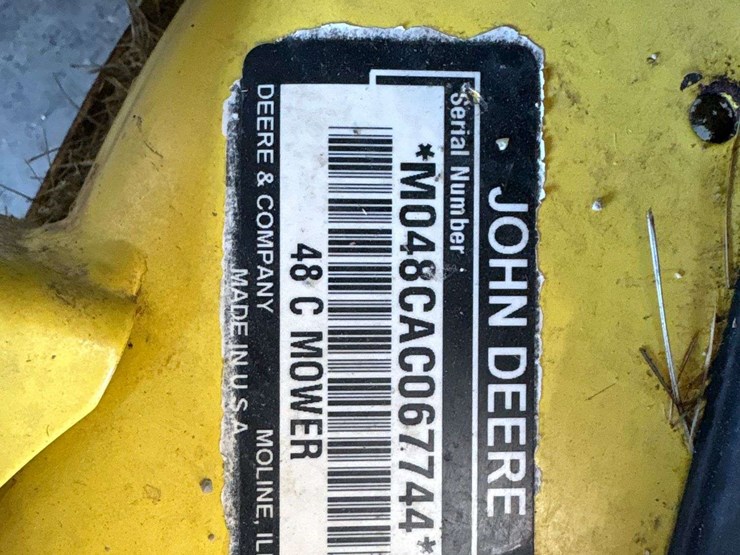 JOHN DEERE
Serial Number
*M048CAC067744*
48 C MOWER
DEERE & COMPANY MOLINE, IL
MADE IN U S A